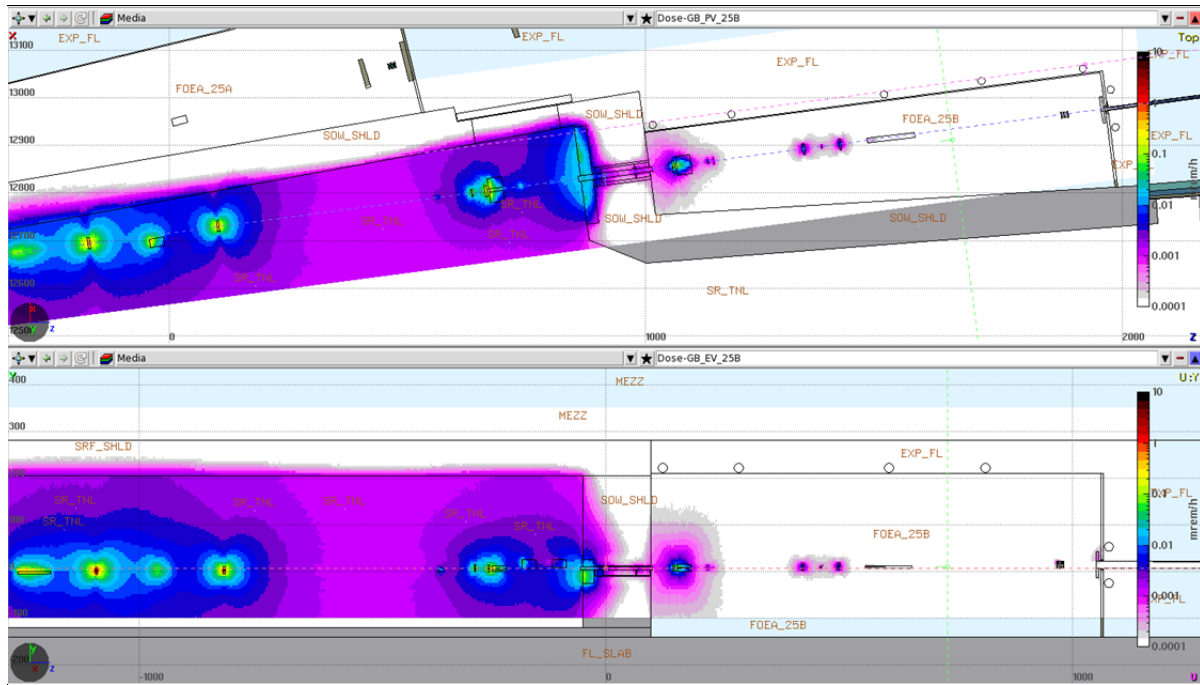 Media
Dose-GB_PV_25B
X
Top
EXP_FL
EXP_FL
13100
EXP_FL
10
FOEA_25A
13000
SOW_SHLD
FOEA_25B
SOW_SHLD
12900
EXP_FL
0.1
12800
0.01
SR_TNL
SR_TNL
SOW_SHLD
SOW_SHLD
SR_TNL
0.001
SR_TNL
12600
SR_TNL
0.0001
X
Y
Z
0
1000
2000
Z
Media
Dose-GB_EV_25B
Y
U:Y
MEZZ
10
MEZZ
300
SRF_SHLD
EXP_FL
1
SR_TNL
SR_TNL
SR_TNL
SOW_SHLD
SR_TNL
SR_TNL
SR_TNL
FOEA_25B
mrem/h
0.01
0.001
FOEA_25B
0.0001
FL_SLAB
Y
X
Z
-1000
0
1000
U